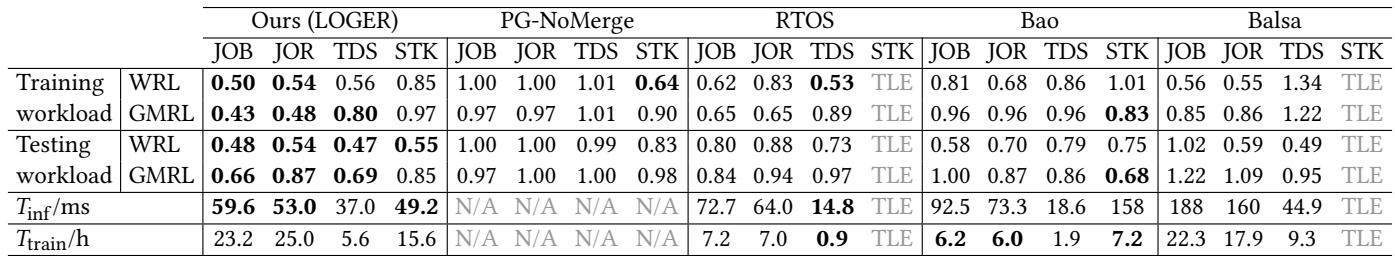 Ours (LOGER) PG-NoMerge RTOS Bao Balsa
JOB JOR TDS STK JOB JOR TDS STK JOB JOR TDS STK JOB JOR TDS STK JOB JOR TDS STK
Training WRL 0.50 0.54 0.56 0.85 1.00 1.00 1.01 0.64 0.62 0.83 0.53 TLE 0.81 0.68 0.86 1.01 0.56 0.55 1.34 TLE
workload GMRL 0.43 0.48 0.80 0.97 0.97 0.97 1.01 0.90 0.65 0.65 0.89 TLE 0.96 0.96 0.96 0.83 0.85 0.86 1.22 TLE
Testing WRL 0.48 0.54 0.47 0.55 1.00 1.00 0.99 0.83 0.80 0.88 0.73 TLE 0.58 0.70 0.79 0.75 1.02 0.59 0.49 TLE
workload GMRL 0.66 0.87 0.69 0.85 0.97 1.00 1.00 0.98 0.84 0.94 0.97 TLE 1.00 0.87 0.86 0.68 1.22 1.09 0.95 TLE
Tinf/ms 59.6 53.0 37.0 49.2 N/A N/A N/A N/A 72.7 64.0 14.8 TLE 92.5 73.3 18.6 158 188 160 44.9 TLE
Ttrain/h 23.2 25.0 5.6 15.6 N/A N/A N/A N/A 7.2 7.0 0.9 TLE 6.2 6.0 1.9 7.2 22.3 17.9 9.3 TLE